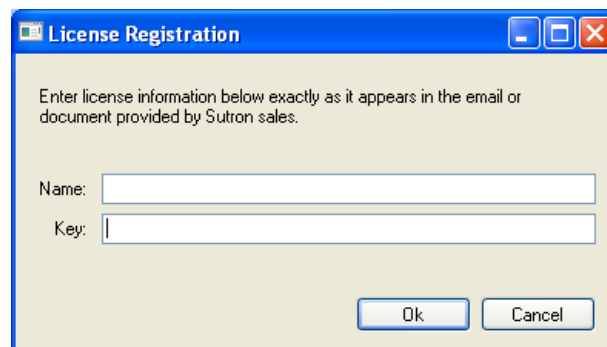 License Registration
Enter license information below exactly as it appears in the email or
document provided by Sutron sales.
Name:
Key:
Ok Cancel